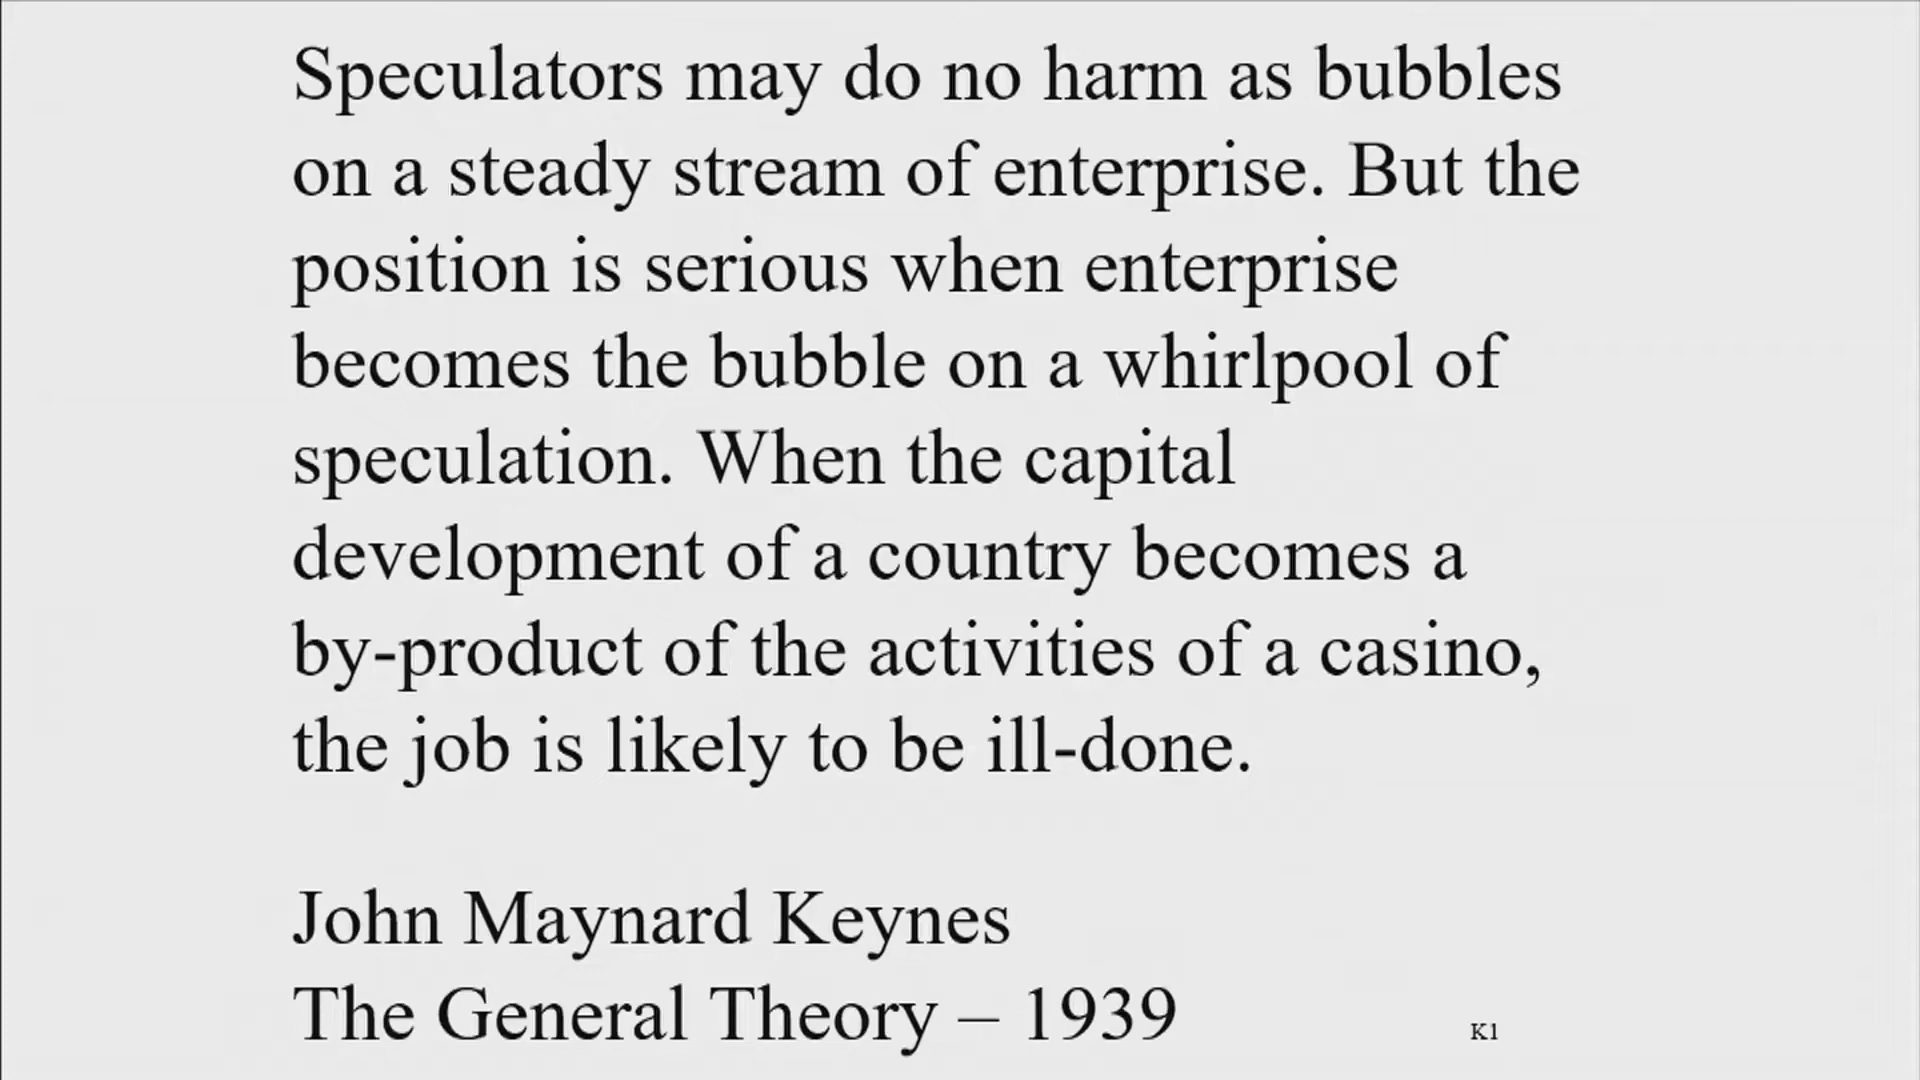 Speculators may do no harm as bubbles
on a steady stream of enterprise. But the
position is serious when enterprise
becomes the bubble on a whirlpool of
speculation. When the capital
development of a country becomes a
by-product of the activities of a casino,
the job is likely to be ill-done.
John Maynard Keynes
The General Theory – 1939
K1